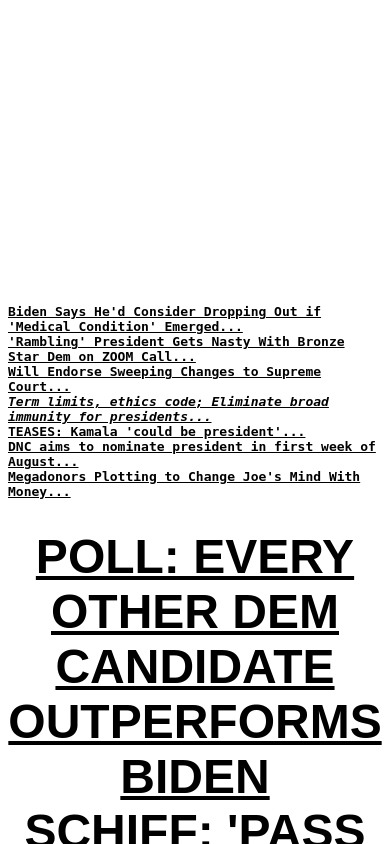 Biden Says He'd Consider Dropping Out if
'Medical Condition' Emerged...
'Rambling' President Gets Nasty With Bronze
Star Dem on ZOOM Call...
Will Endorse Sweeping Changes to Supreme
Court...
Term limits, ethics code; Eliminate broad
immunity for presidents...
TEASES: Kamala 'could be president'...
DNC aims to nominate president in first week of
August...
Megadonors Plotting to Change Joe's Mind With
Money...
POLL: EVERY
OTHER DEM
CANDIDATE
OUTPERFORMS
BIDEN
SCHIFF: 'PASS